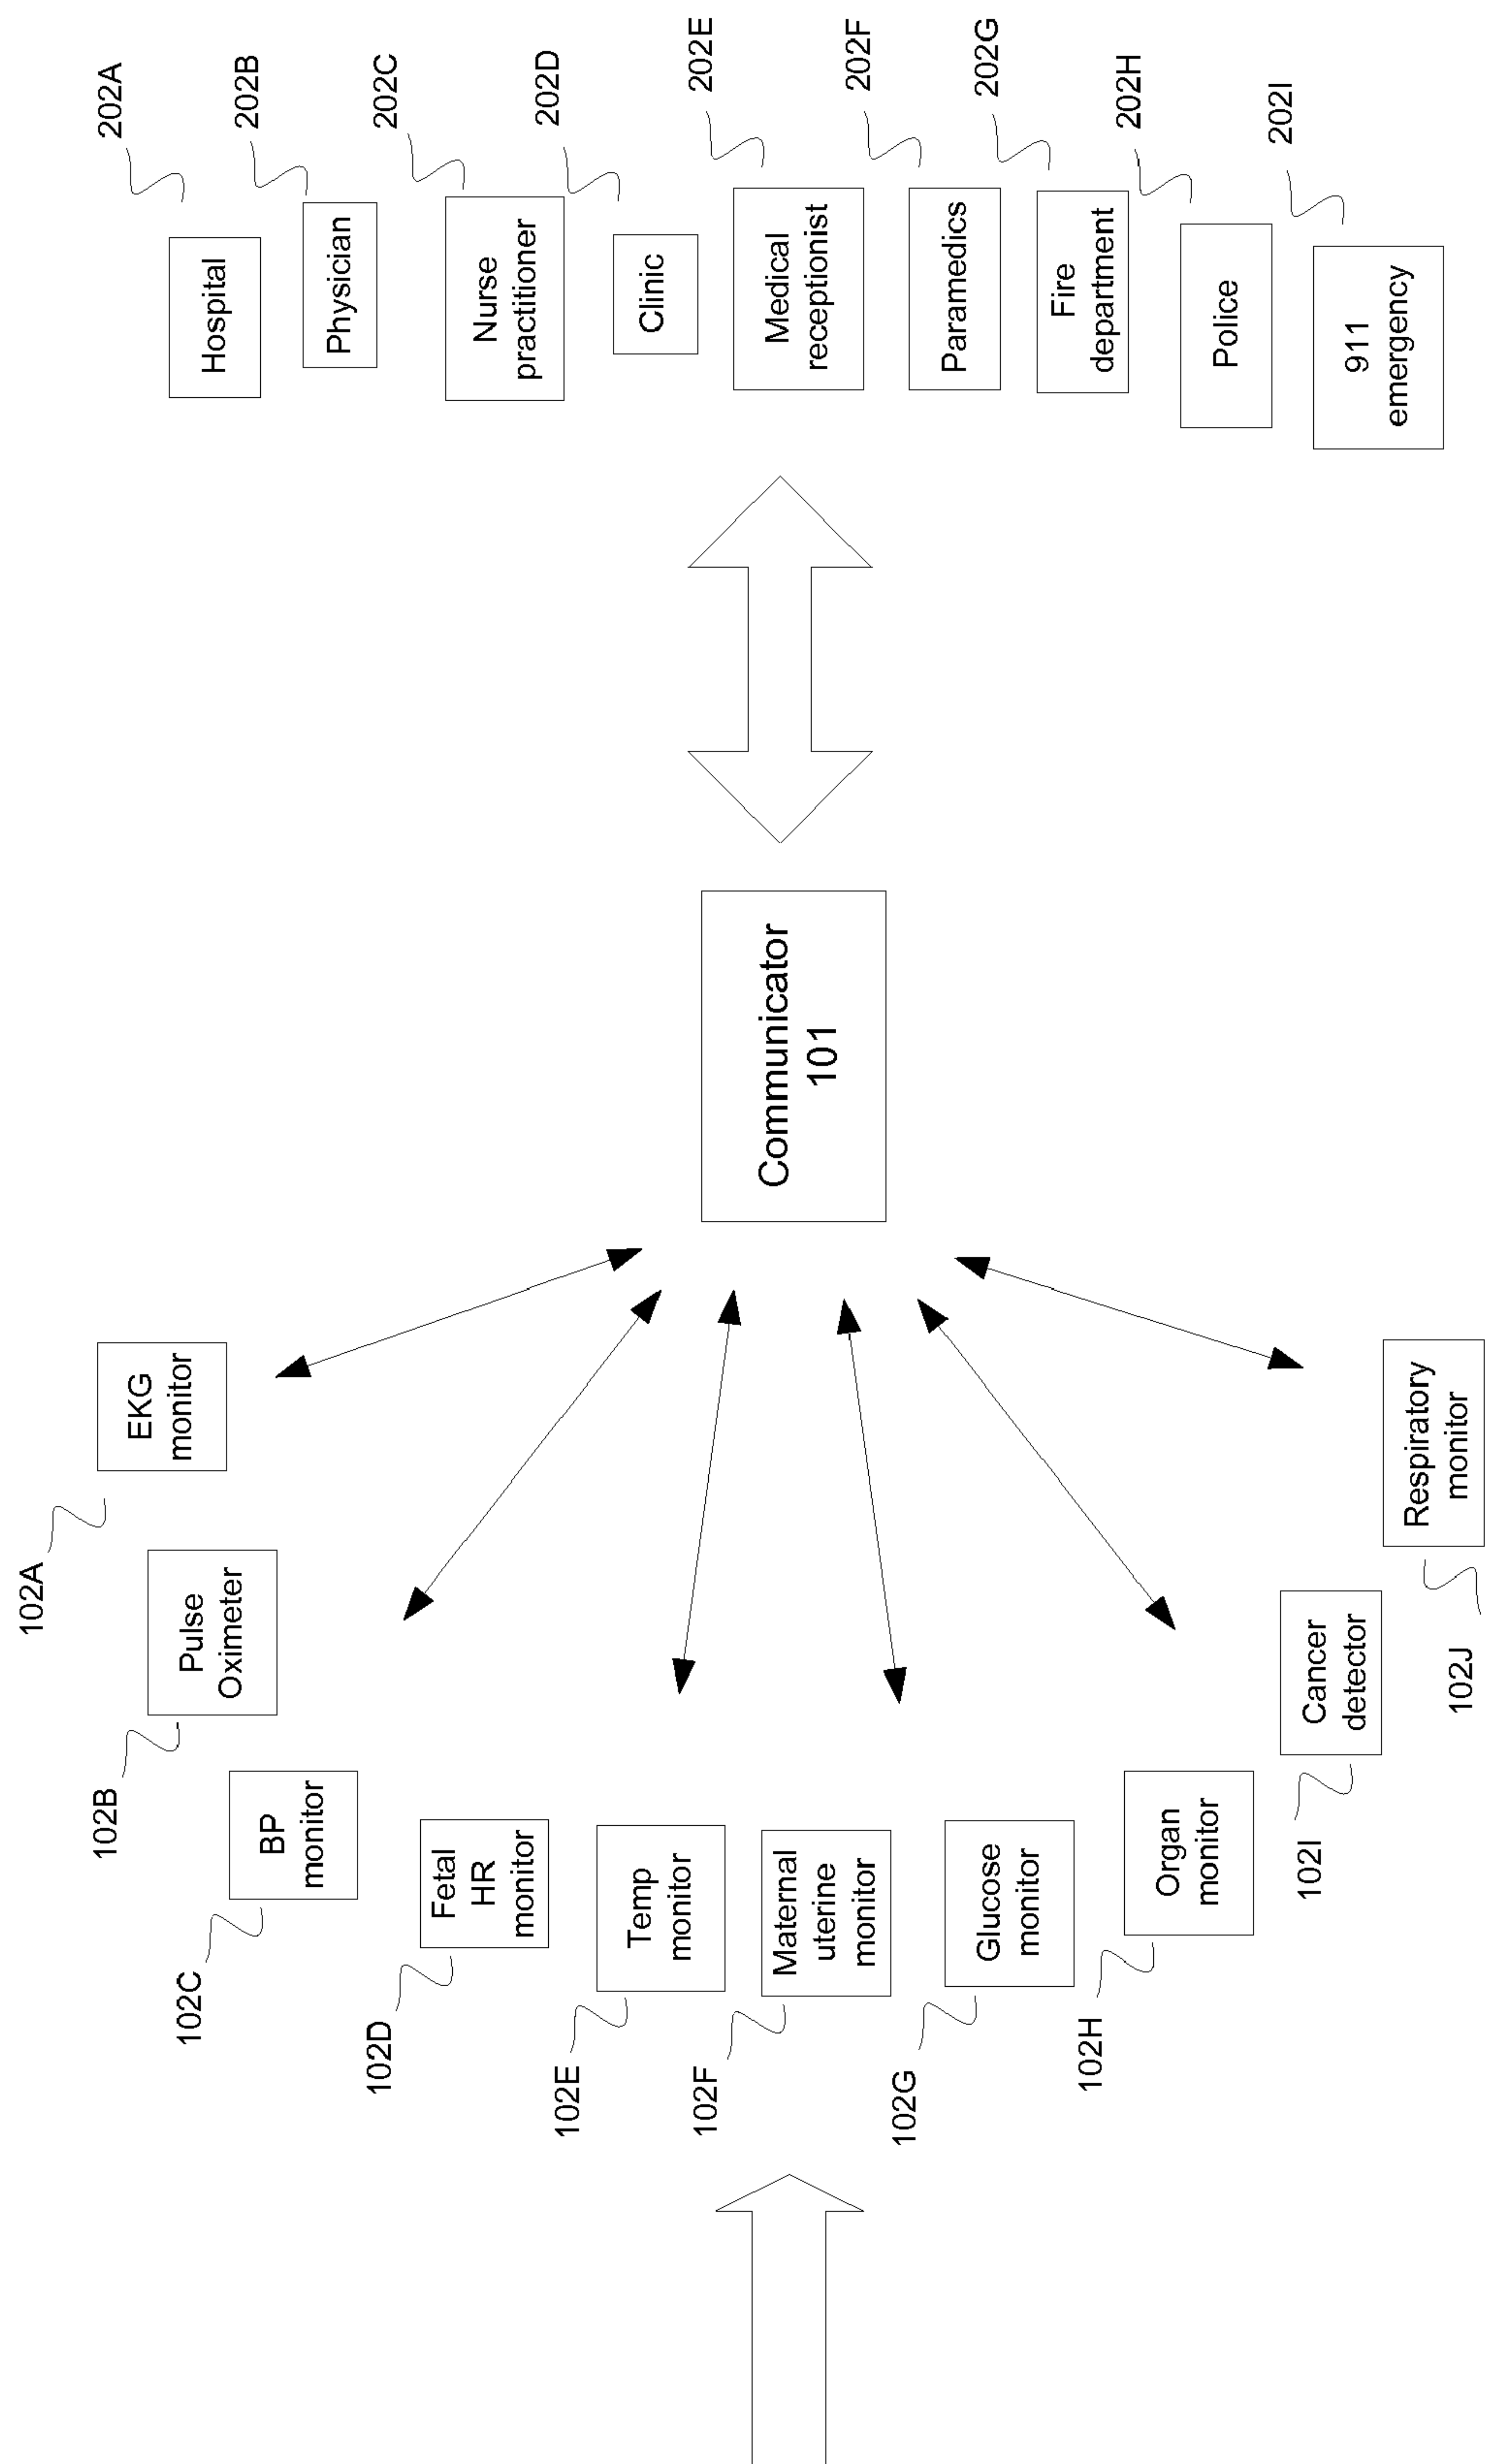 102A
EKG
monitor
102B
Pulse
Oximeter
102C
BP
monitor
102D
Fetal
HR
monitor
102E
Temp
monitor
102F
Maternal
uterine
monitor
102G
Glucose
monitor
102H
Organ
monitor
102I
Cancer
detector
102J
Respiratory
monitor
Communicator
101
202A
Hospital
202B
Physician
202C
Nurse
practitioner
202D
Clinic
202E
Medical
receptionist
202F
Paramedics
202G
Fire
department
202H
Police
202I
911
emergency